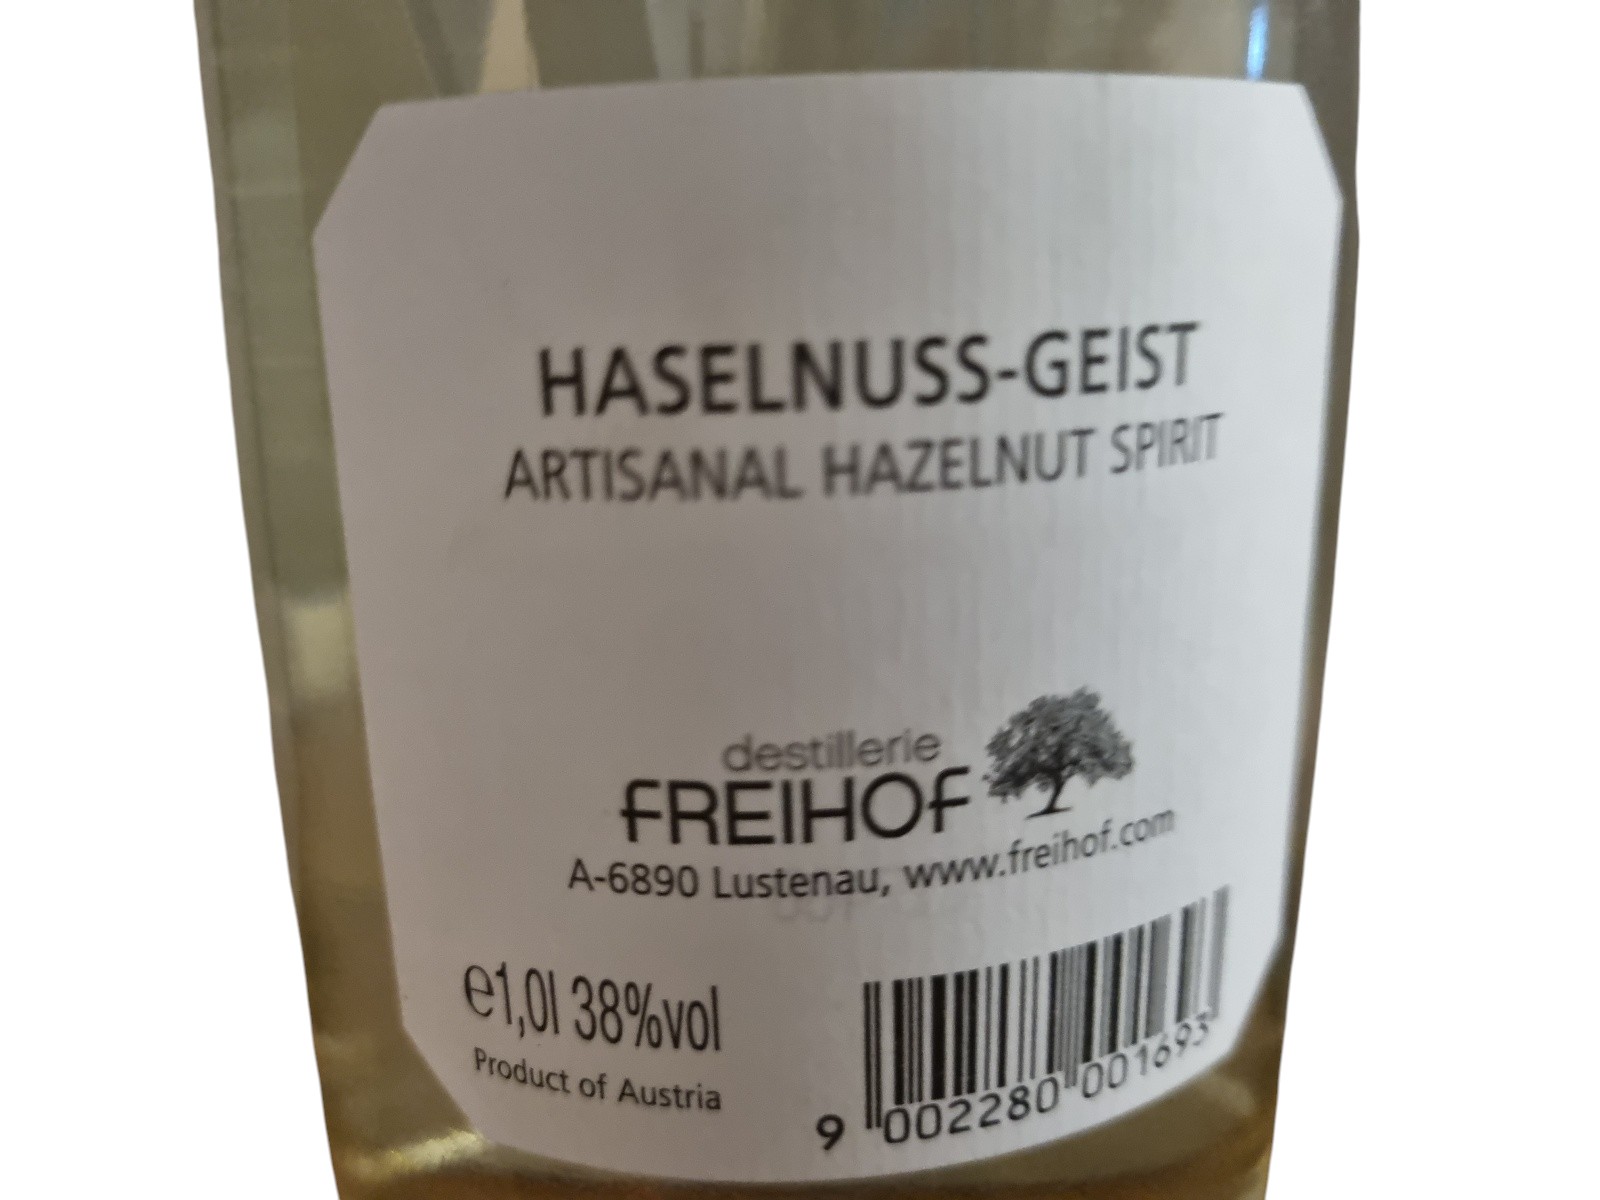 HASELNUSS-GEIST
ARTISANAL HAZELNUT SPIRIT
destillerie
FREIHOF
A-6890 Lustenau, www.freihof.com
℮1,0l 38%vol
Product of Austria
9 002280 001693